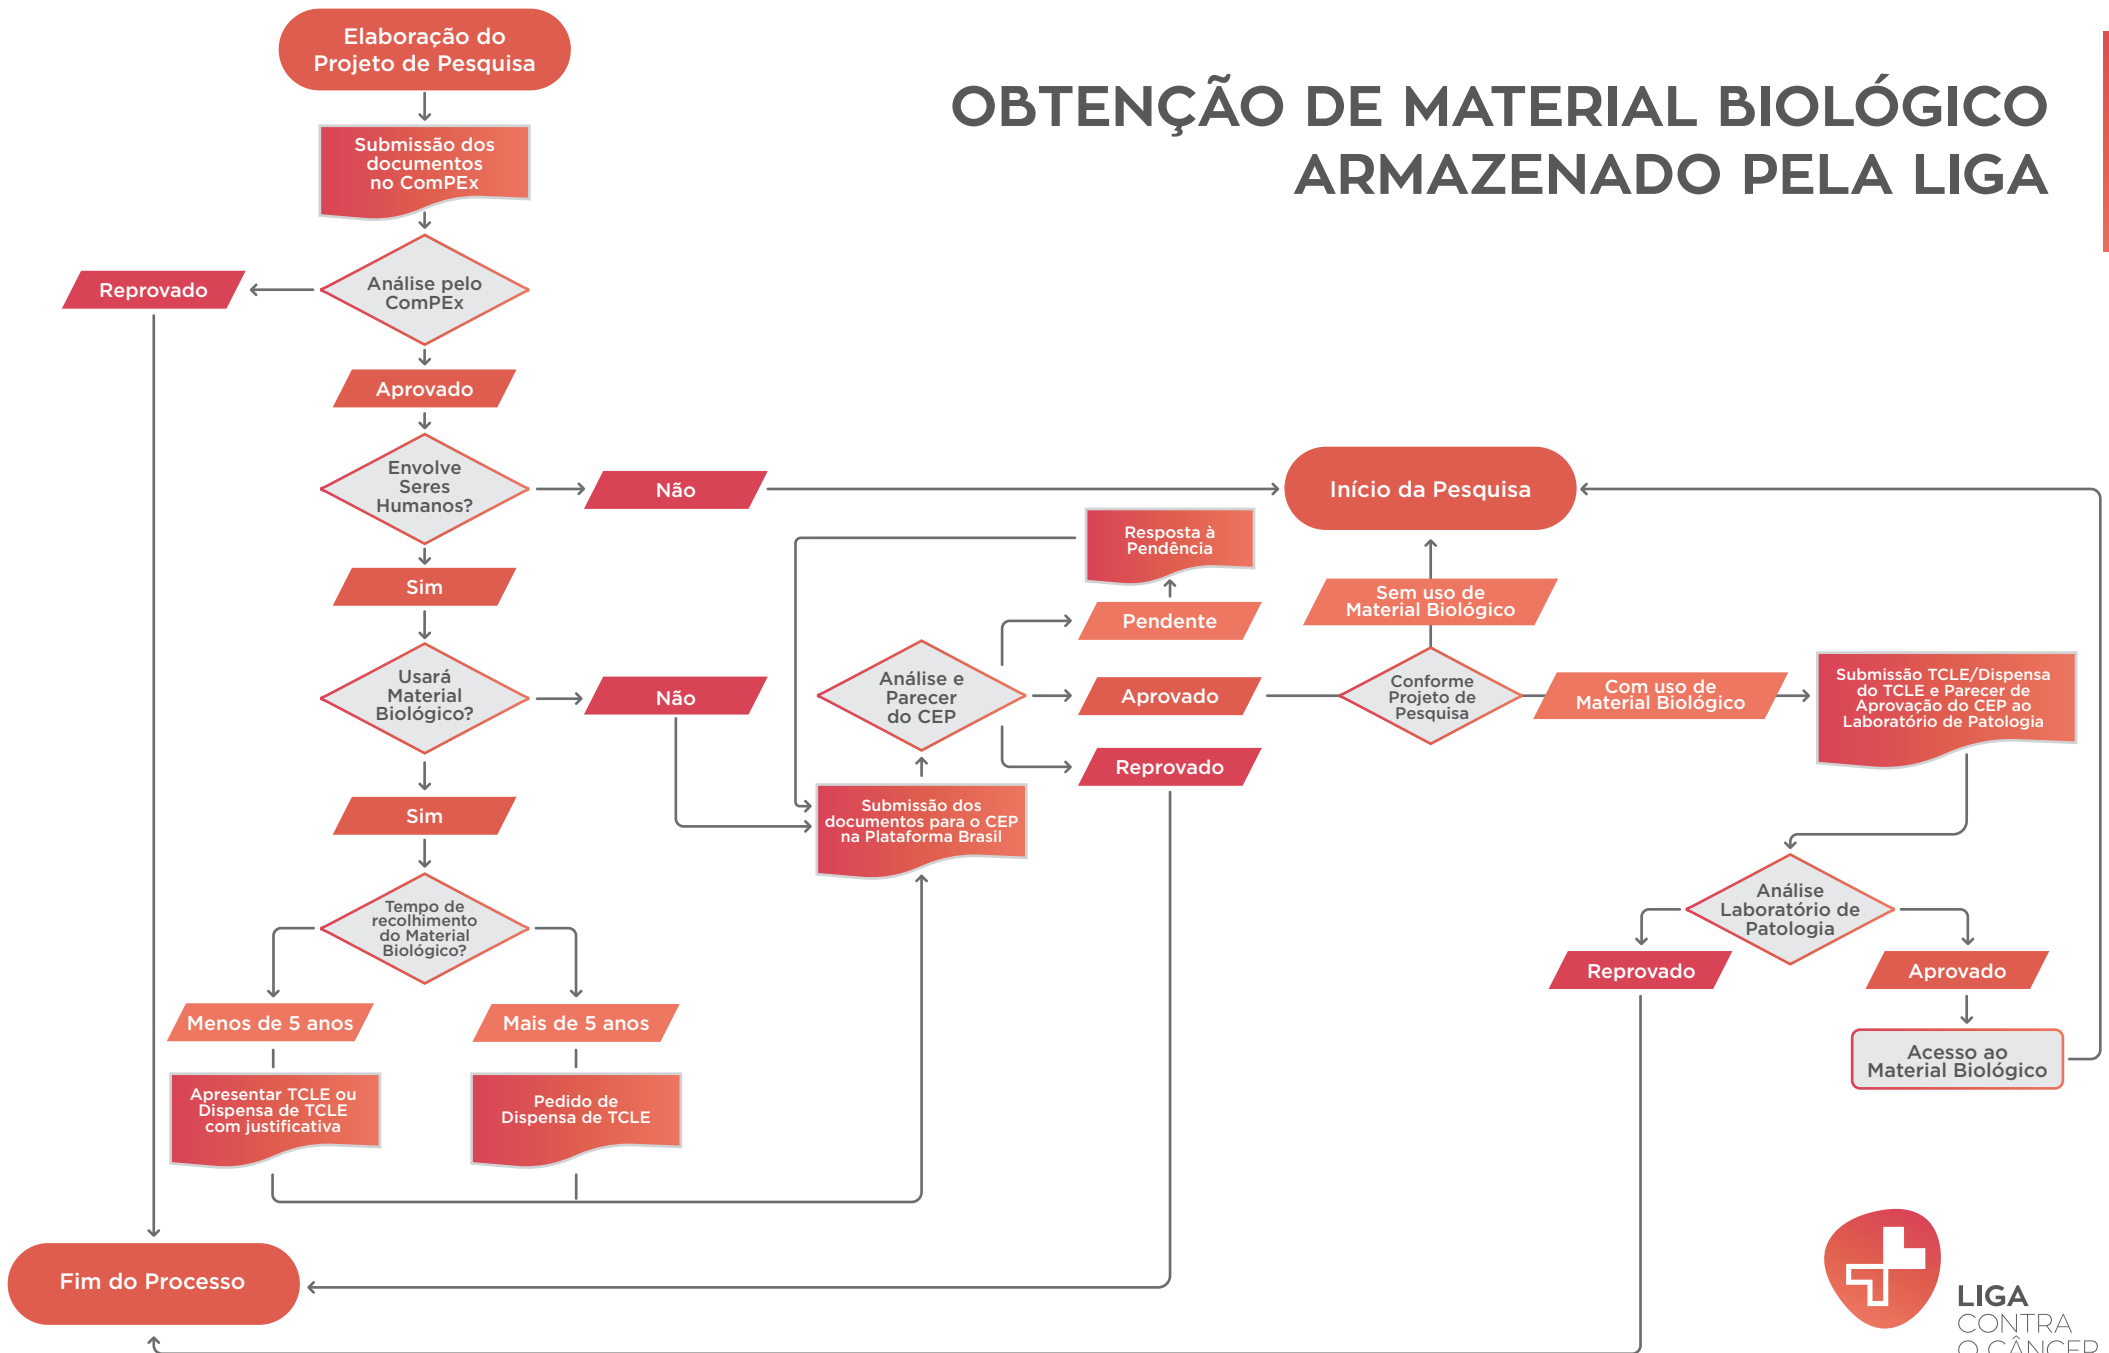 Elaboração do
Projeto de Pesquisa
OBTENÇÃO DE MATERIAL BIOLÓGICO
ARMAZENADO PELA LIGA
Submissão dos
documentos
no ComPEx
Análise pelo
ComPEx
Reprovado
Aprovado
Envolve
Seres
Humanos?
Não
Início da Pesquisa
Sim
Resposta à
Pendência
Pendente
Sem uso de
Material Biológico
Usará
Material
Biológico?
Não
Análise e
Parecer
do CEP
Aprovado
Conforme
Projeto de
Pesquisa
Com uso de
Material Biológico
Submissão TCLE/Dispensa
do TCLE e Parecer de
Aprovação do CEP ao
Laboratório de Patologia
Reprovado
Sim
Submissão dos
documentos para o CEP
na Plataforma Brasil
Tempo de
recolhimento
do Material
Biológico?
Análise
Laboratório de
Patologia
Reprovado
Aprovado
Menos de 5 anos
Mais de 5 anos
Acesso ao
Material Biológico
Apresentar TCLE ou
Dispensa de TCLE
com justificativa
Pedido de
Dispensa de TCLE
Fim do Processo
LIGA
CONTRA
O CÂNCER